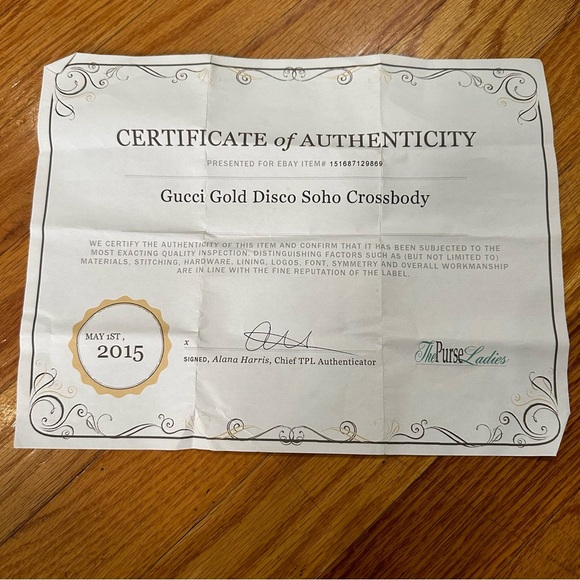 CERTIFICATE of AUTHENTICITY
PRESENTED FOR EBAY ITEM# 151687129869
Gucci Gold Disco Soho Crossbody
WE CERTIFY THE AUTHENTICITY OF THIS ITEM AND CONFIRM THAT IT HAS BEEN SUBJECTED TO THE
MOST EXACTING QUALITY INSPECTION. DISTINGUISHING FACTORS SUCH AS (BUT NOT LIMITED TO)
MATERIALS, STITCHING, HARDWARE, LINING, LOGOS, FONT, SYMMETRY AND OVERALL WORKMANSHIP
ARE IN LINE WITH THE FINE REPUTATION OF THE LABEL.
MAY 1ST ,
2015
x
SIGNED, Alana Harris, Chief TPL Authenticator
The Purse Ladies